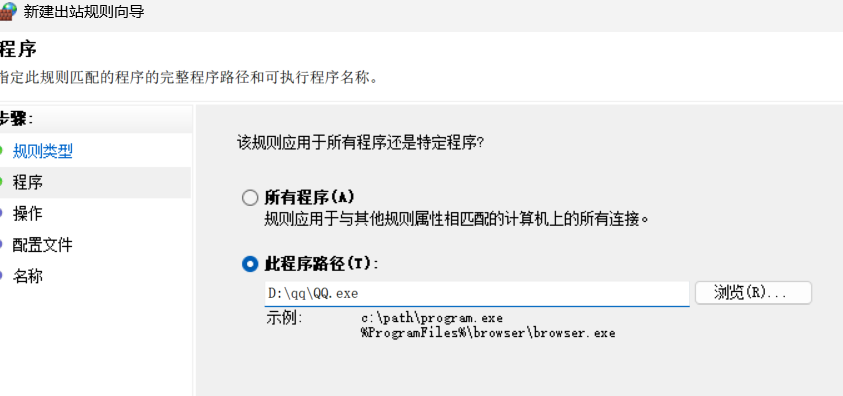 新建出站规则向导
程序
指定此规则匹配的程序的完整程序路径和可执行程序名称。
步骤:
规则类型
程序
操作
配置文件
名称
该规则应用于所有程序还是特定程序?
所有程序(A)
规则应用于与其他规则属性相匹配的计算机上的所有连接。
此程序路径(T):
D:\qq\QQ.exe
浏览(R)...
示例:
c:\path\program.exe
%ProgramFiles%\browser\browser.exe